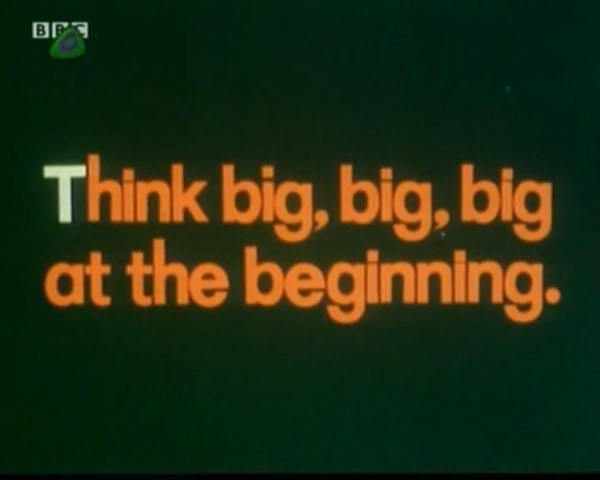 BBC
Think big, big, big
at the beginning.